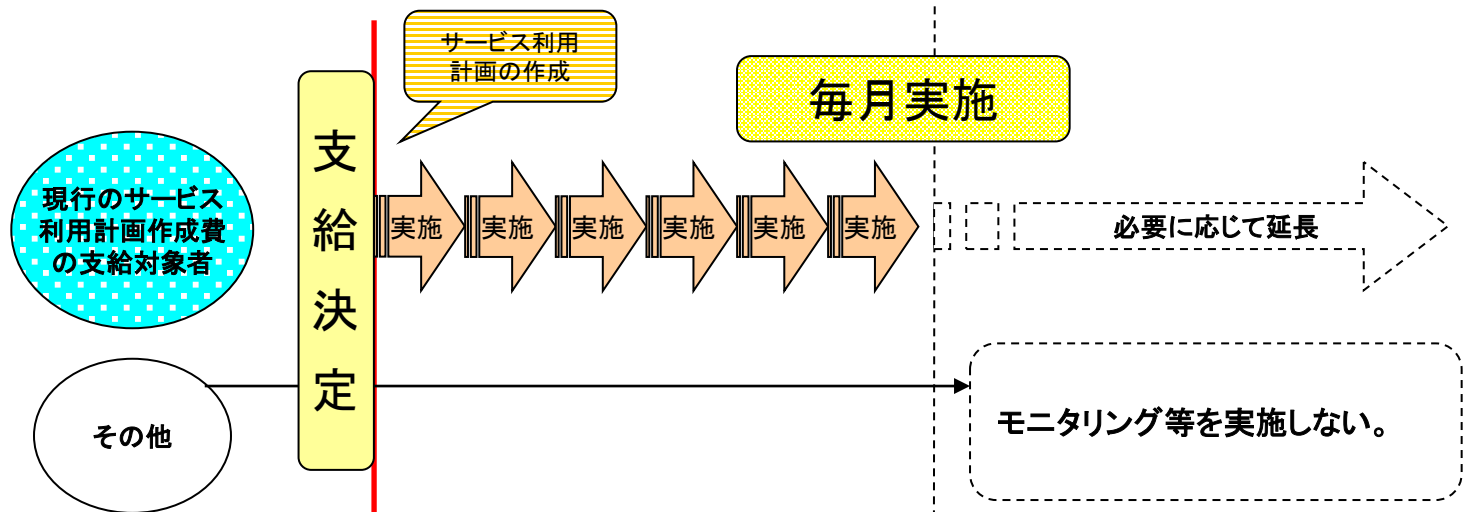 サービス利用
計画の作成
毎月実施
支給決定
現行のサービス
利用計画作成費
の支給対象者
実施
実施
実施
実施
実施
実施
必要に応じて延長
その他
モニタリング等を実施しない。